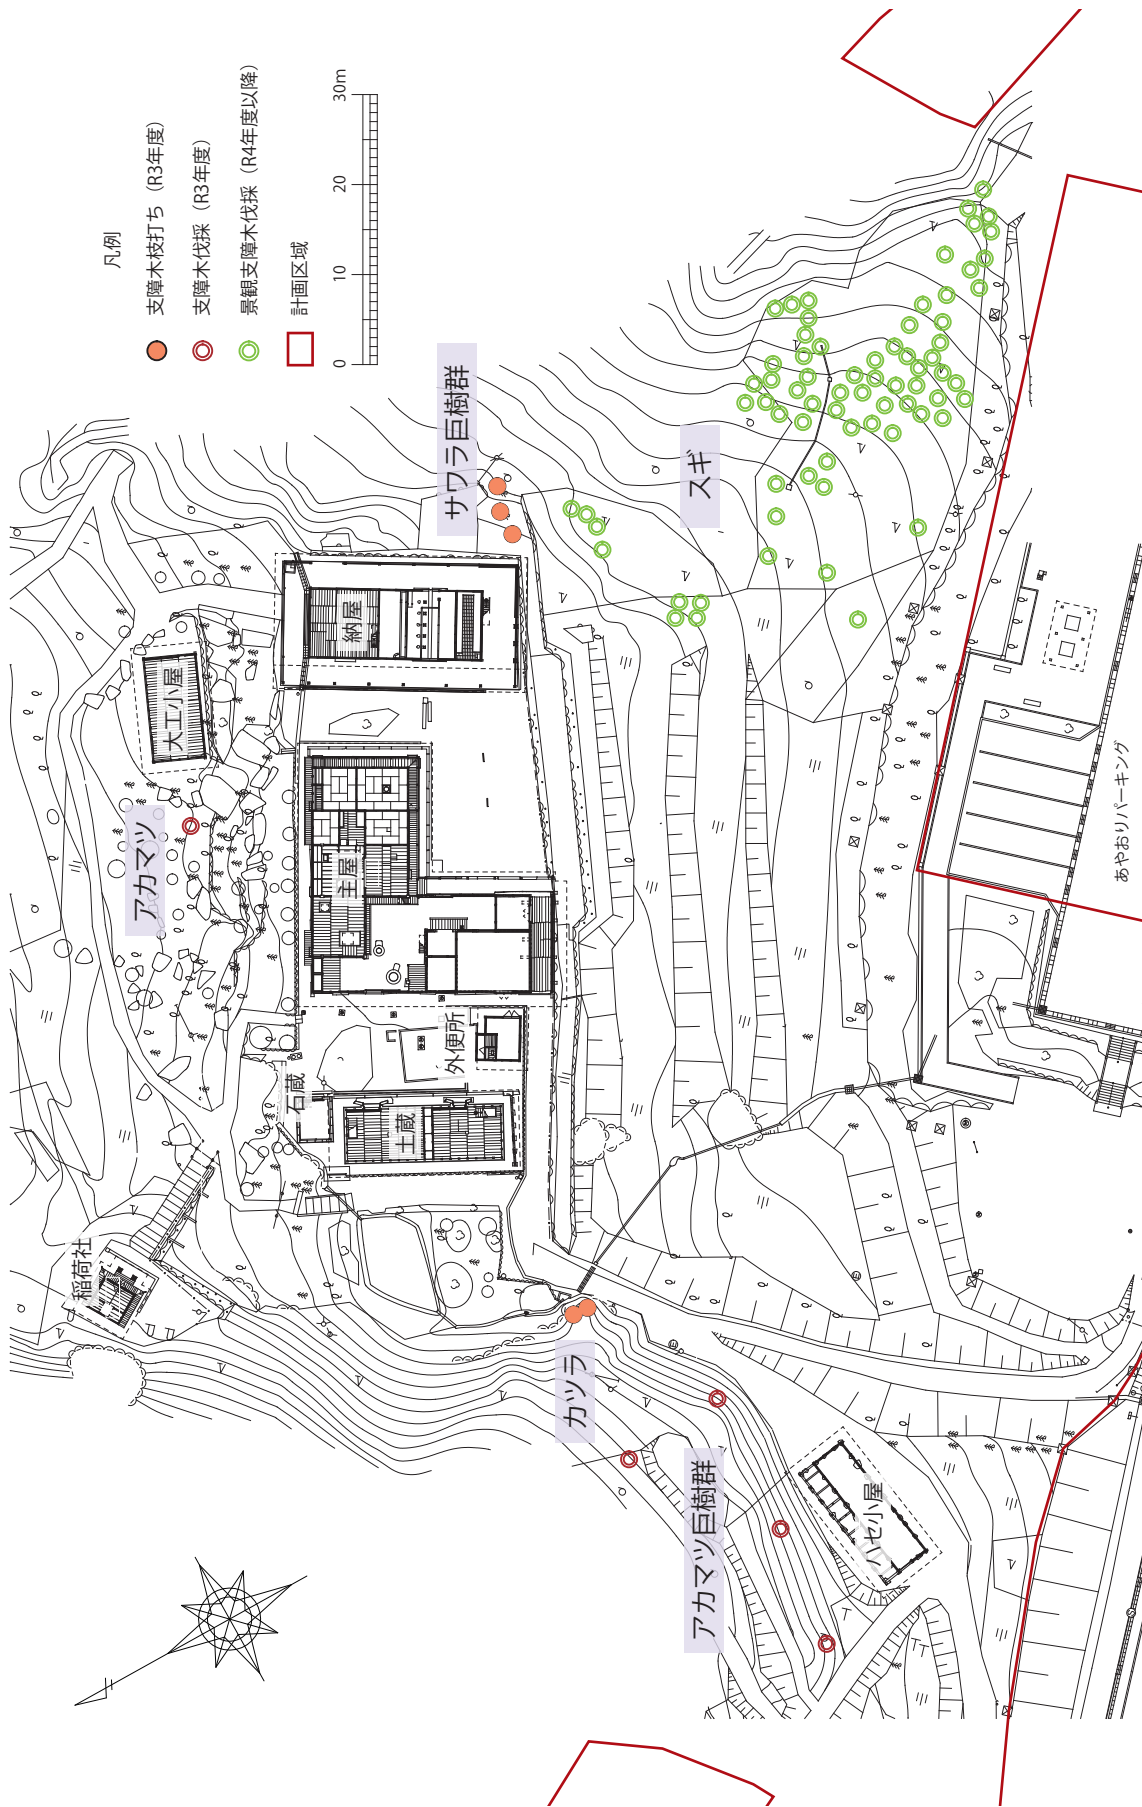 凡例
支障木枝打ち（R3年度）
支障木伐採（R3年度）
景観支障木伐採（R4年度以降）
計画区域
0
10
20
30m
サワラ巨樹群
スギ
アカマツ
カツラ
アカマツ巨樹群
大工小屋
納屋
主屋
外便所
石蔵
土蔵
稲荷社
ハセ小屋
あやおりパーキング